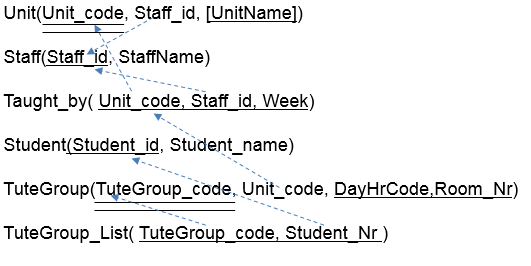 Unit(Unit_code, Staff_id, [UnitName])
Staff(Staff_id, StaffName)
Taught_by( Unit_code, Staff_id, Week)
Student(Student_id, Student_name)
TuteGroup(TuteGroup_code, Unit_code, DayHrCode,Room_Nr)
TuteGroup_List( TuteGroup_code, Student_Nr )